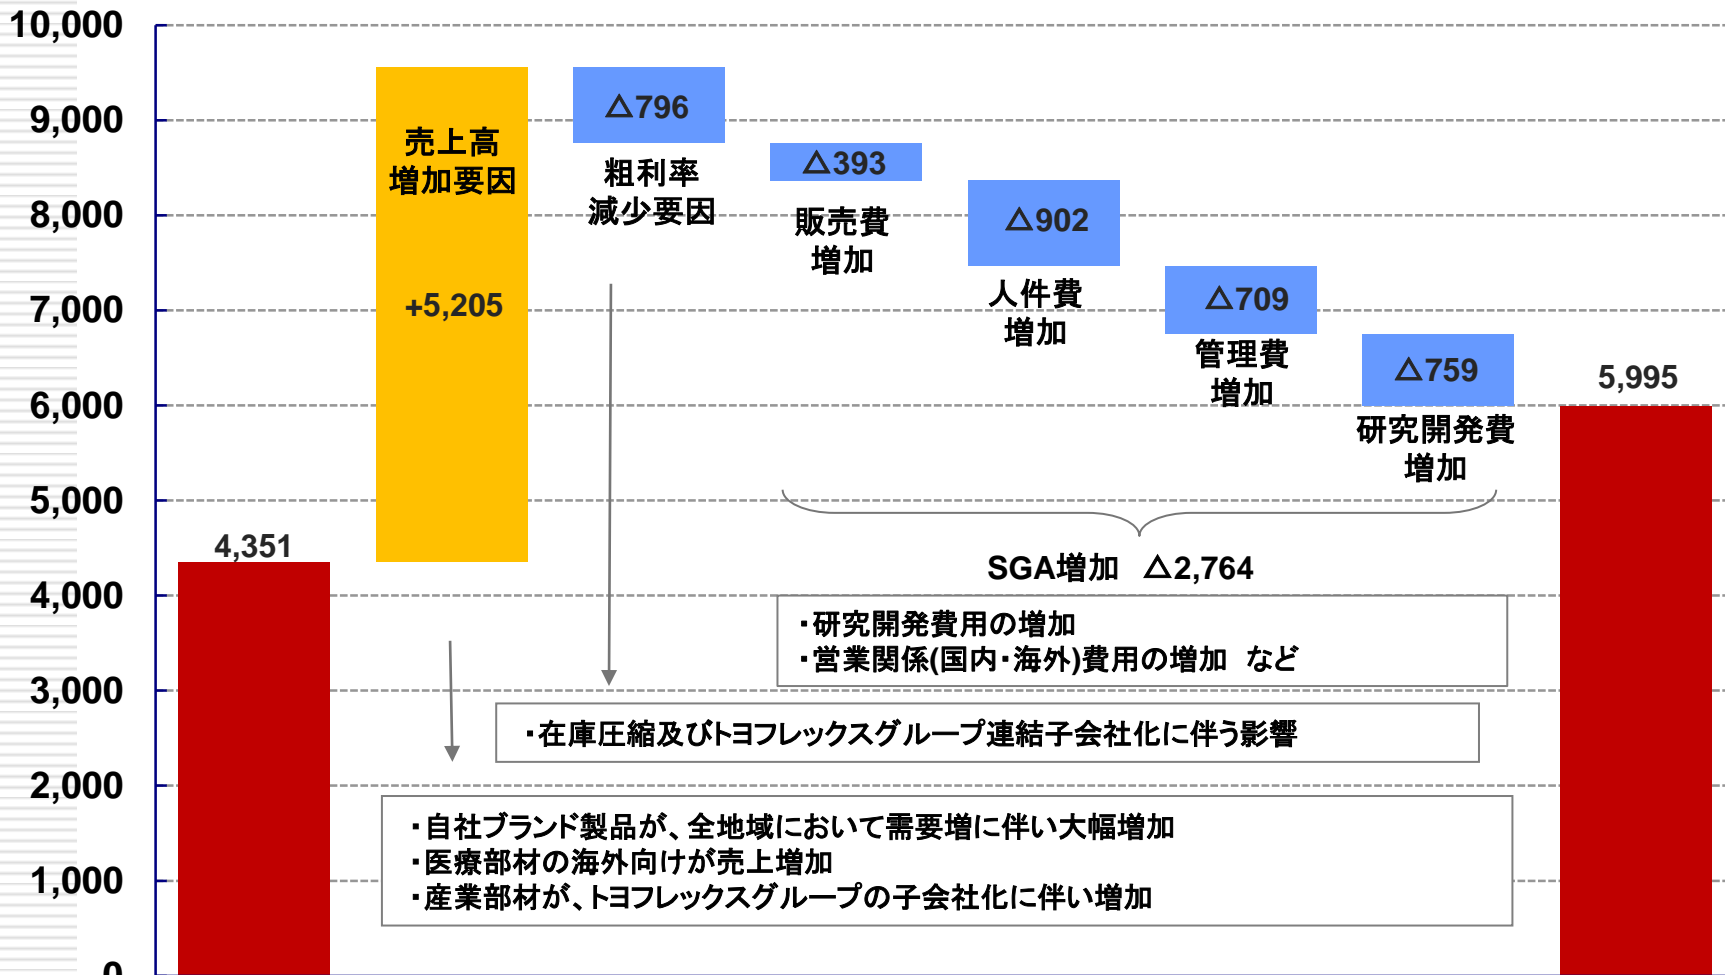 10,000
9,000
8,000
7,000
6,000
5,000
4,000
3,000
2,000
1,000
0
4,351
売上高
増加要因
+5,205
△796
粗利率
減少要因
△393
販売費
増加
△902
人件費
増加
△709
管理費
増加
△759
研究開発費
増加
5,995
SGA増加 △2,764
・研究開発費用の増加
・営業関係(国内・海外)費用の増加 など
・在庫圧縮及びトヨフレックスグループ連結子会社化に伴う影響
・自社ブランド製品が、全地域において需要増に伴い大幅増加
・医療部材の海外向けが売上増加
・産業部材が、トヨフレックスグループの子会社化に伴い増加